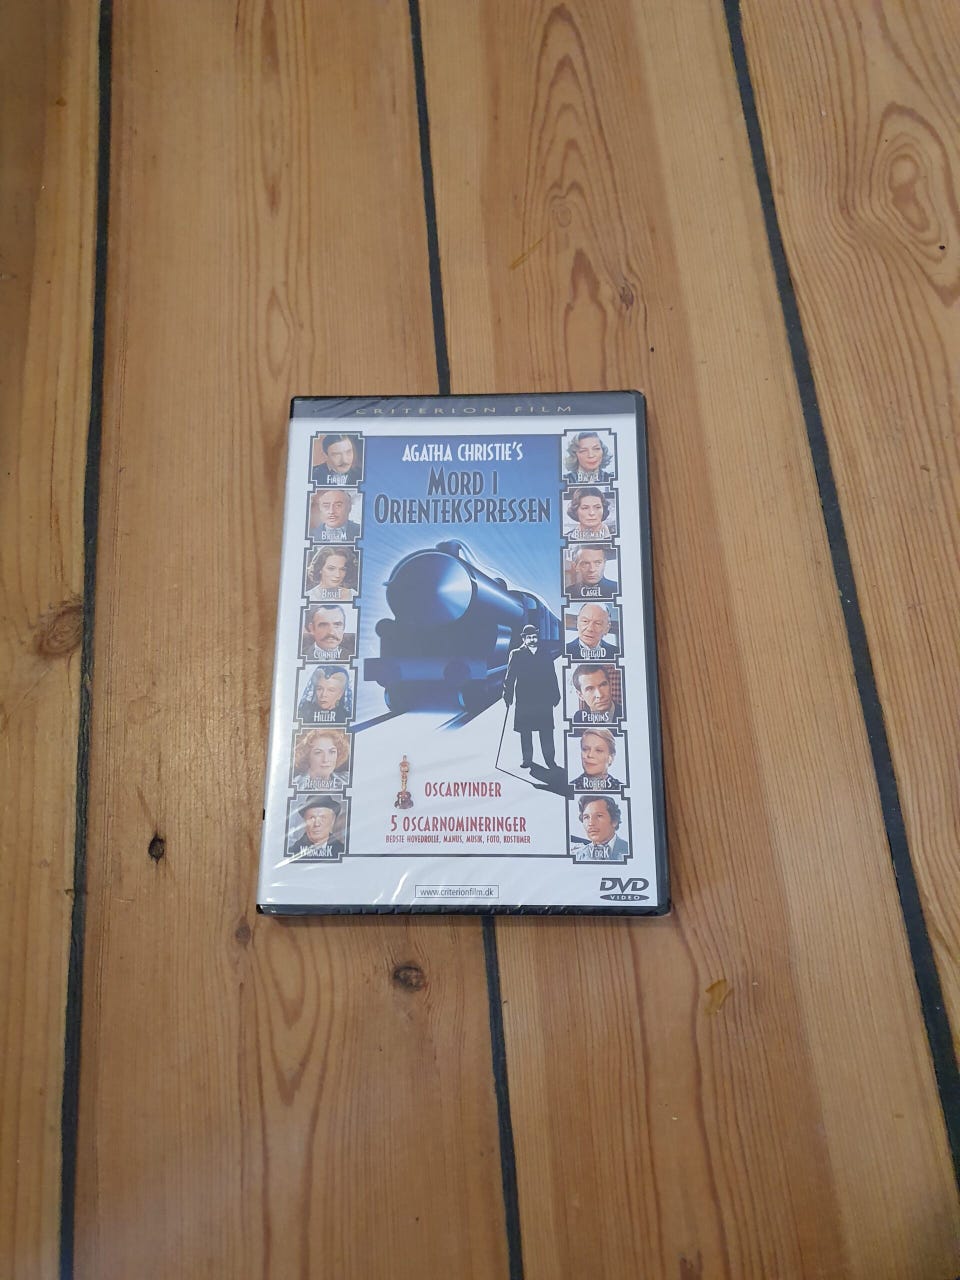 CRITERION FILM
AGATHA CHRISTIE'S
MORD I
ORIENTEKSPRESSEN
FINNEY
BALSAM
BISSET
CONNERY
HILLER
REDGRAVE
WIDMARK
BACALL
BERGMAN
CASSEL
GIELGUD
PERKINS
ROBERTS
YORK
OSCARVINDER
5 OSCARNOMINERINGER
BEDSTE HOVEDROLLE, MANUS, MUSIK, FOTO, KOSTUMER
www.criterionfilm.dk
DVD
VIDEO